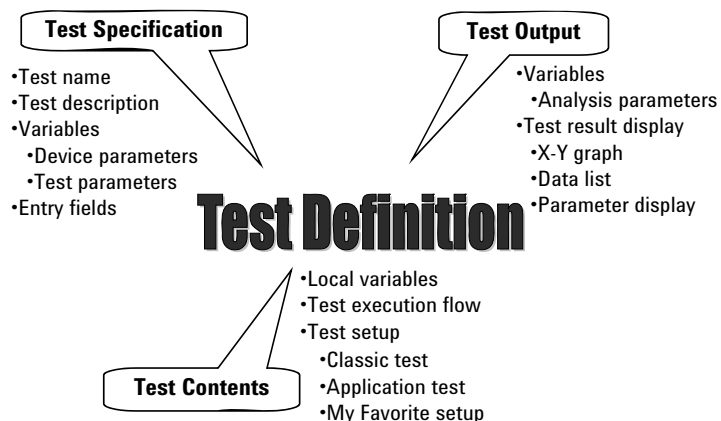 Test Specification
•Test name
•Test description
•Variables
•Device parameters
•Test parameters
•Entry fields
Test Output
•Variables
•Analysis parameters
•Test result display
•X-Y graph
•Data list
•Parameter display
Test Definition
Test Contents
•Local variables
•Test execution flow
•Test setup
•Classic test
•Application test
•My Favorite setup